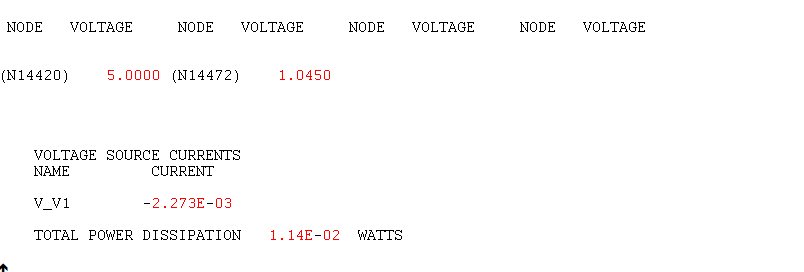 NODE VOLTAGE NODE VOLTAGE NODE VOLTAGE NODE VOLTAGE
(N14420) 5.0000 (N14472) 1.0450
VOLTAGE SOURCE CURRENTS
NAME CURRENT
V_V1 -2.273E-03
TOTAL POWER DISSIPATION 1.14E-02 WATTS